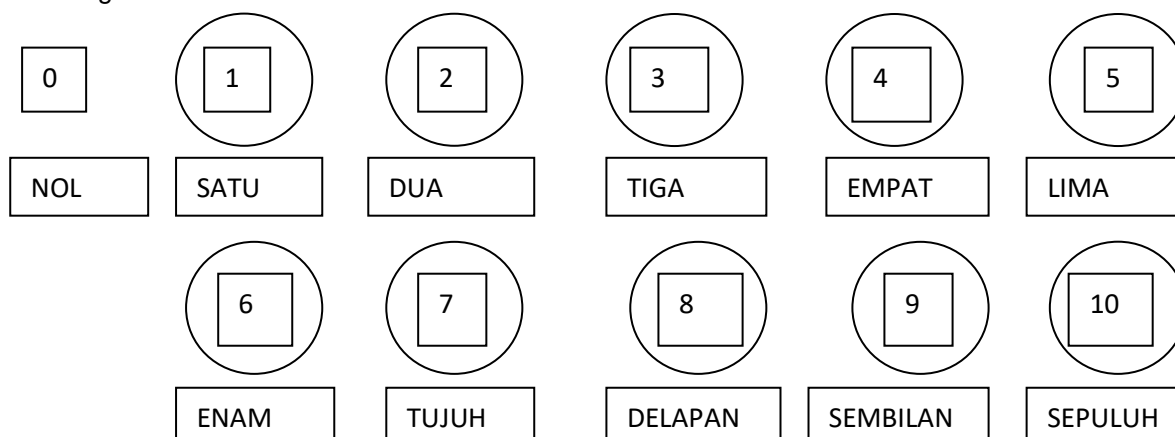 0 1 2 3 4 5
NOL SATU DUA TIGA EMPAT LIMA
6 7 8 9 10
ENAM TUJUH DELAPAN SEMBILAN SEPULUH